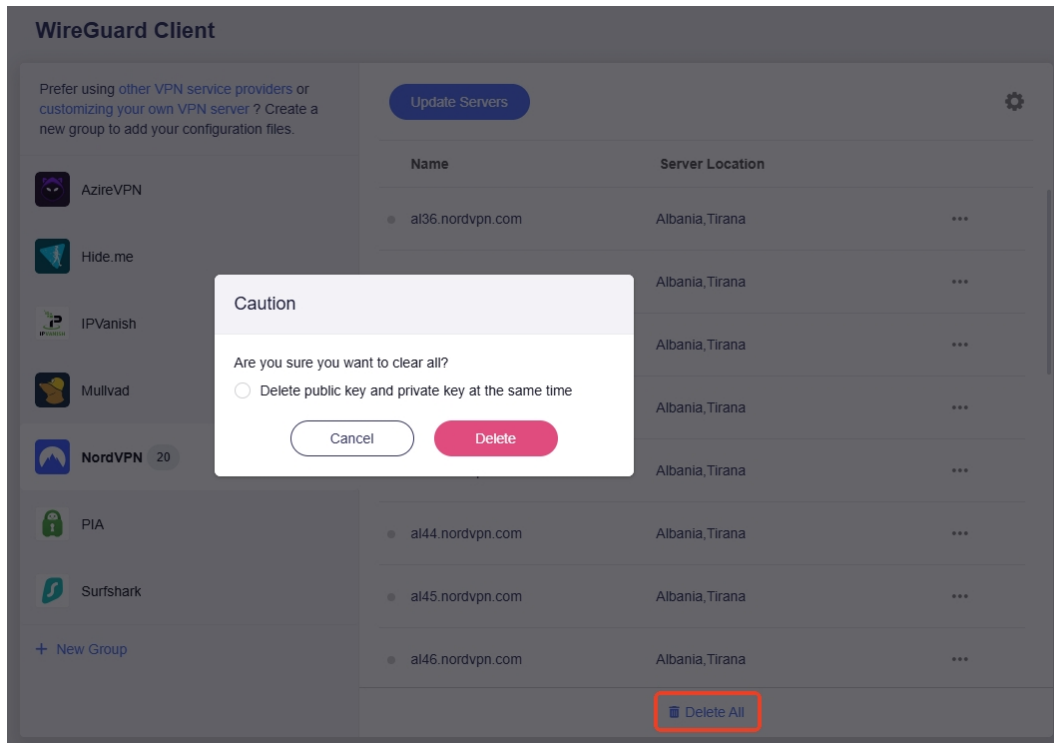 WireGuard Client
Prefer using other VPN service providers or
customizing your own VPN server ? Create a
new group to add your configuration files.
AzireVPN
Hide.me
IPVanish
Mullvad
NordVPN 20
PIA
Surfshark
+ New Group
Update Servers
Name Server Location
al36.nordvpn.com Albania,Tirana
Albania,Tirana
Albania,Tirana
Albania,Tirana
Albania,Tirana
al44.nordvpn.com Albania,Tirana
al45.nordvpn.com Albania,Tirana
al46.nordvpn.com Albania,Tirana
Delete All
Caution
Are you sure you want to clear all?
Delete public key and private key at the same time
Cancel Delete